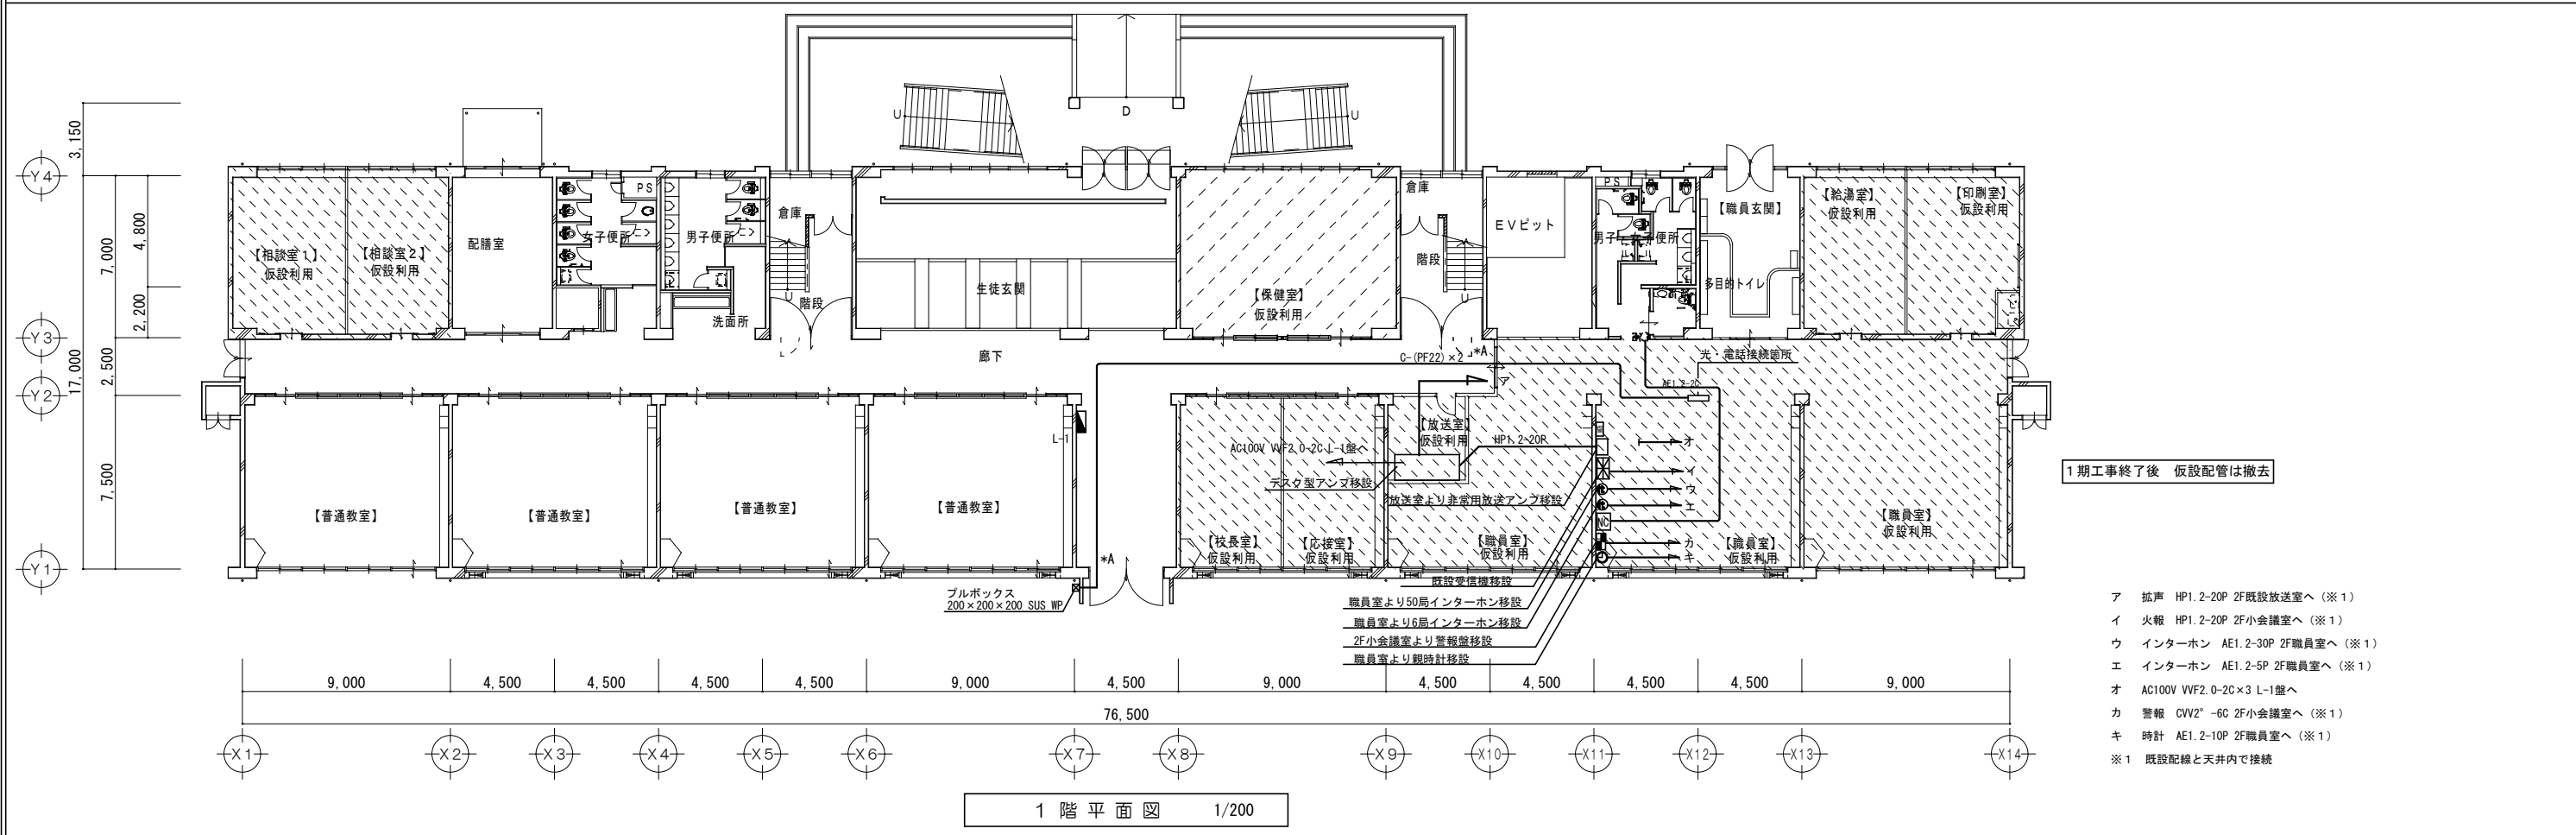 D
U
U
3,150
Y4
PS
倉庫
倉庫
PS
【給湯室】
仮設利用
【印刷室】
仮設利用
【職員玄関】
4,800
7,000
配膳室
女子便所
男子便所
EVピット
男子・女子便所
【相談室1】
仮設利用
【相談室2】
仮設利用
階段
生徒玄関
【保健室】
仮設利用
多目的トイレ
2,200
U
階段
U
洗面所
Y3
17,000
2,500
廊下
C-(PF22)×2
*A
光・電話接続箇所
ア
AE1.2-2C
Y2
L-1
【放送室】
仮設利用
HP1.2-20P
AC100V VVF2.0-2C L-1盤へ
オ
デスク型アンプ移設
イ
放送室より非常用放送アンプ移設
ウ
エ
NC
7,500
【普通教室】
【普通教室】
【普通教室】
【普通教室】
【校長室】
仮設利用
【応接室】
仮設利用
【職員室】
仮設利用
カ
キ
【職員室】
仮設利用
【職員室】
仮設利用
1期工事終了後 仮設配管は撤去
*A
Y1
プルボックス
200×200×200 SUS WP
既設受信機移設
職員室より50局インターホン移設
職員室より6局インターホン移設
2F小会議室より警報盤移設
職員室より親時計移設
ア 拡声 HP1.2-20P 2F既設放送室へ(※1)
イ 火報 HP1.2-20P 2F小会議室へ(※1)
ウ インターホン AE1.2-30P 2F職員室へ(※1)
エ インターホン AE1.2-5P 2F職員室へ(※1)
オ AC100V VVF2.0-2C×3 L-1盤へ
カ 警報 CVV2°-6C 2F小会議室へ(※1)
キ 時計 AE1.2-10P 2F職員室へ(※1)
※1 既設配線と天井内で接続
9,000 4,500 4,500 4,500 4,500 9,000 4,500 9,000 4,500 4,500 4,500 4,500 9,000
76,500
X1 X2 X3 X4 X5 X6 X7 X8 X9 X10 X11 X12 X13 X14
1階平面図 1/200